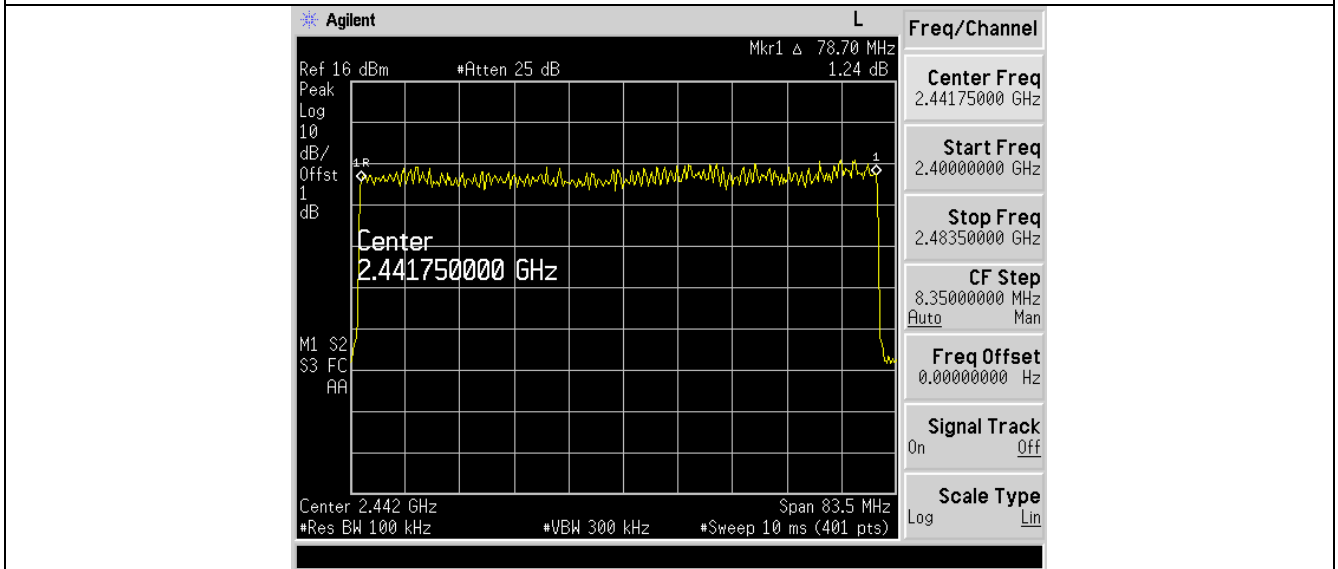 Agilent L
Mkr1 Δ 78.70 MHz
Ref 16 dBm #Atten 25 dB 1.24 dB
Peak
Log
10
dB/
Offst
1
dB
1R
1
Center
2.441750000 GHz
M1 S2
S3 FC
AA
Center 2.442 GHz Span 83.5 MHz
#Res BW 100 kHz #VBW 300 kHz #Sweep 10 ms (401 pts)
Freq/Channel
Center Freq
2.44175000 GHz
Start Freq
2.40000000 GHz
Stop Freq
2.48350000 GHz
CF Step
8.35000000 MHz
Auto Man
Freq Offset
0.00000000 Hz
Signal Track
On Off
Scale Type
Log Lin